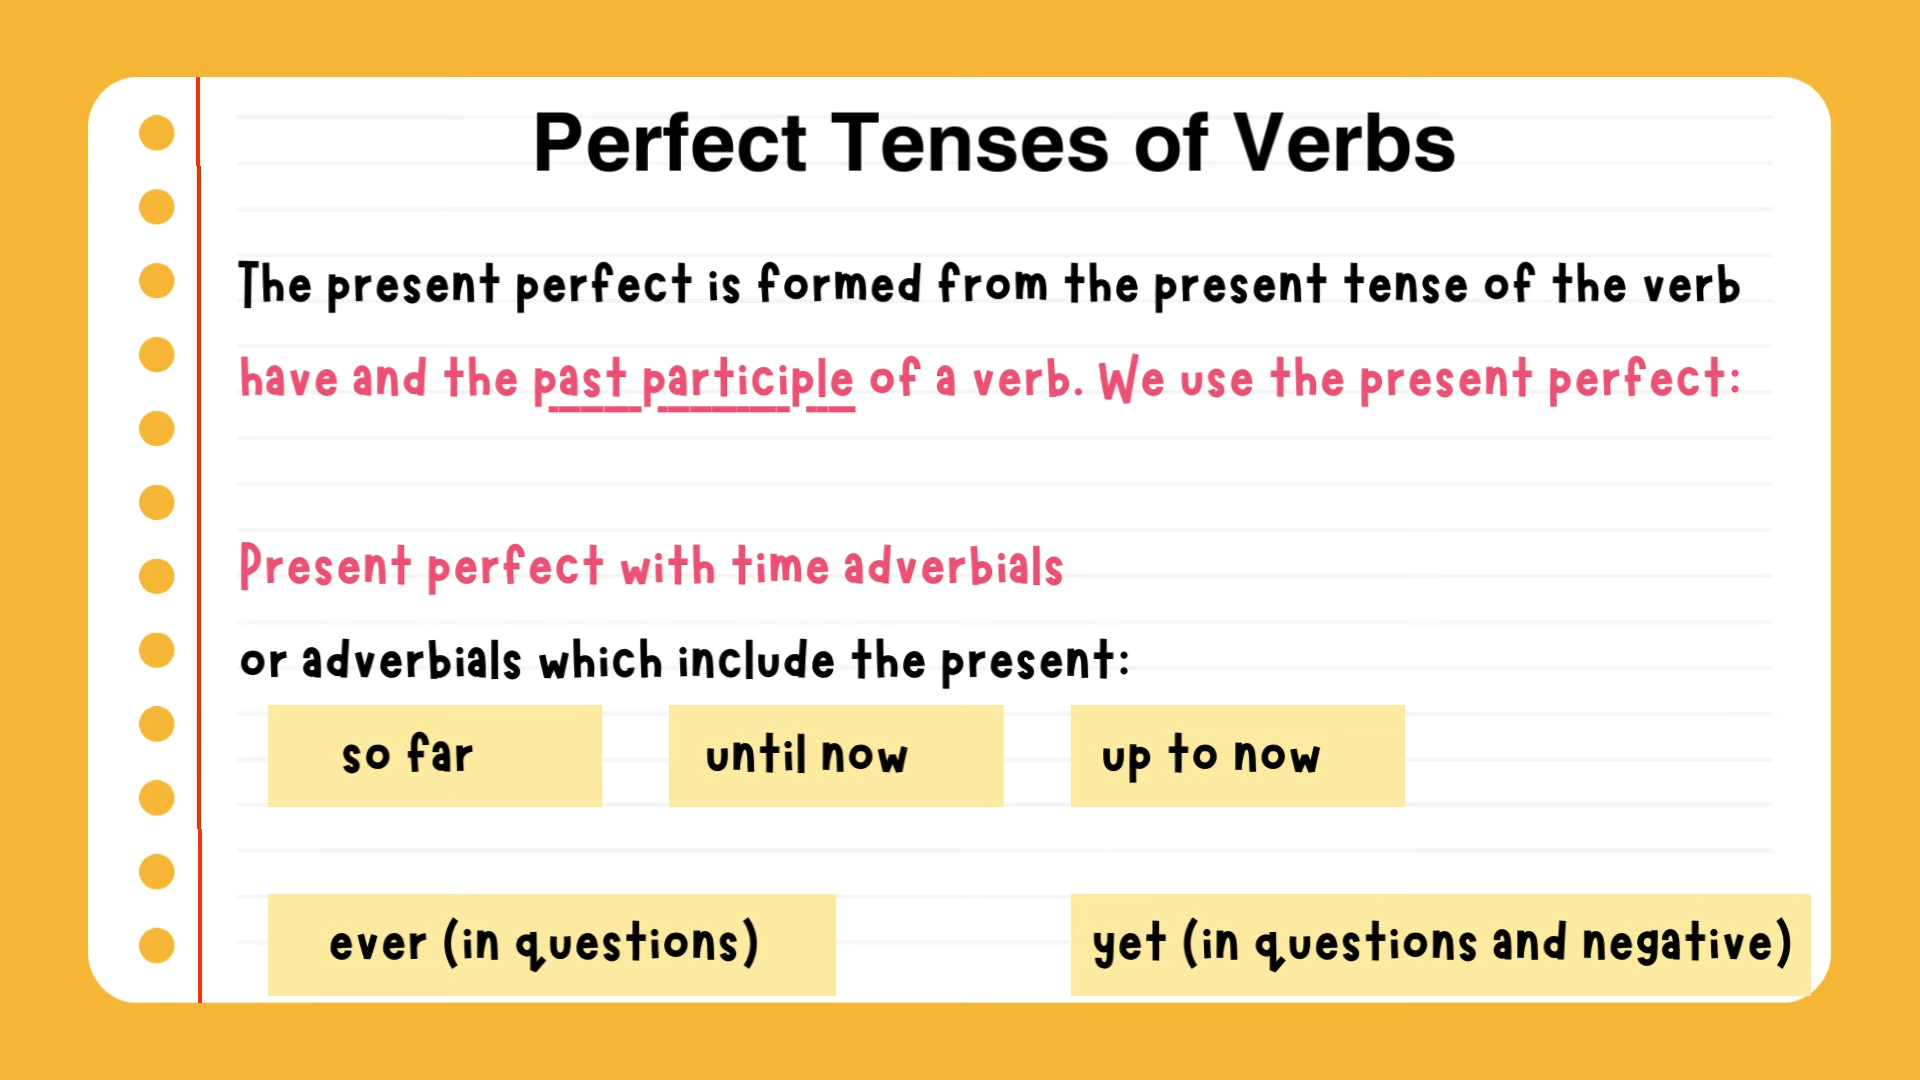 Perfect Tenses of Verbs
The present perfect is formed from the present tense of the verb
have and the past participle of a verb. We use the present perfect:
Present perfect with time adverbials
or adverbials which include the present:
so far until now up to now
ever (in questions) yet (in questions and negative)